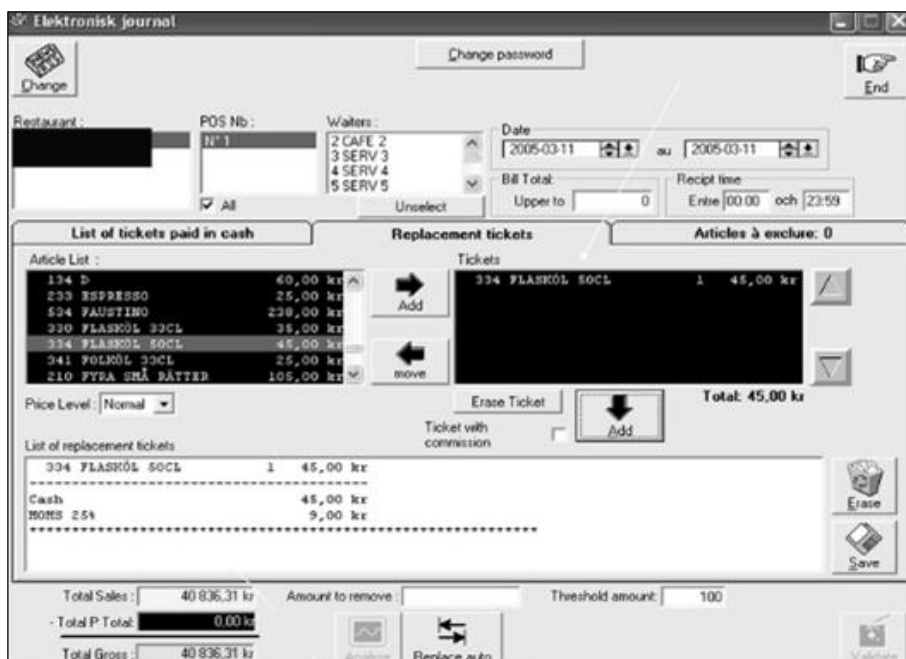 Elektronisk journal
Change
Change password
End
Restaurant :
POS Nb :
N° 1
All
Waiters :
2 CAFE 2
3 SERV 3
4 SERV 4
5 SERV 5
Unselect
Date
2005-03-11 au 2005-03-11
Bill Total:
Upper to 0
Recipt time
Entre 00:00 och 23:59
List of tickets paid in cash
Replacement tickets
Articles à exclure: 0
Article List :
134 D 60,00 kr
233 ESPRESSO 25,00 kr
534 FAUSTINO 238,00 kr
330 FLASKÖL 33CL 35,00 kr
334 FLASKÖL 50CL 45,00 kr
341 FOLKÖL 33CL 25,00 kr
210 FYRA SMÅ RÄTTER 105,00 kr
Add
move
Tickets
334 FLASKÖL 50CL 1 45,00 kr
Price Level : Normal
Erase Ticket
Total: 45,00 kr
Ticket with
commission
Add
List of replacement tickets
334 FLASKÖL 50CL 1 45,00 kr
Cash 45,00 kr
MOMS 25% 9,00 kr
Erase
Save
Total Sales : 40 836,31 kr
Amount to remove :
Threshold amount: 100
- Total P Total: 0,00 kr
Total Gross : 40 836,31 kr
Analyse
Replace auto
Validate